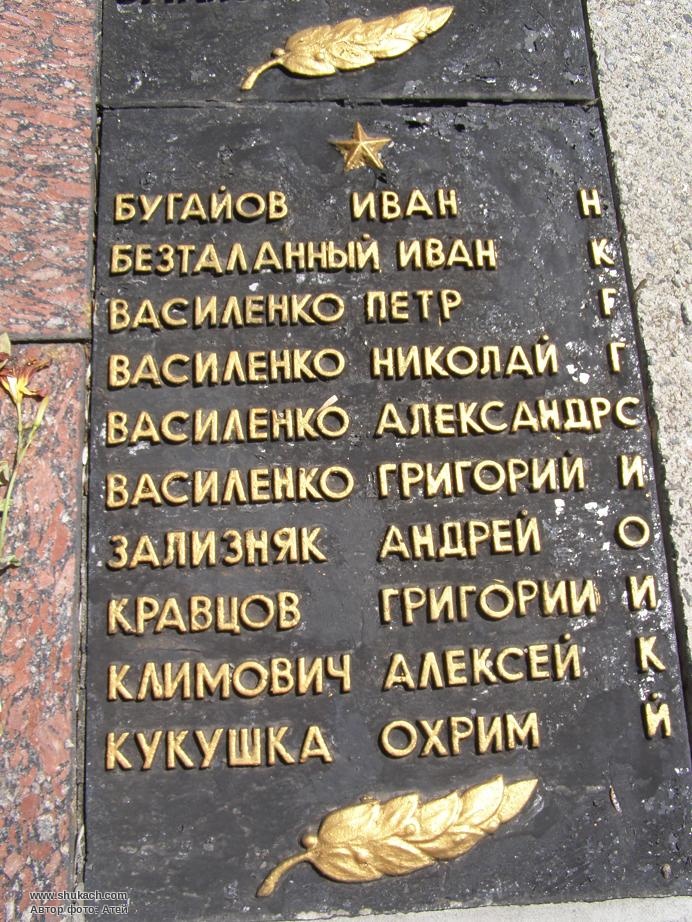 БУГАЙОВ ИВАН Н
БЕЗТАЛАННЫЙ ИВАН К
ВАСИЛЕНКО ПЕТР Г
ВАСИЛЕНКО НИКОЛАЙ Г
ВАСИЛЕНКО АЛЕКСАНДР С
ВАСИЛЕНКО ГРИГОРИЙ И
ЗАЛИЗНЯК АНДРЕЙ О
КРАВЦОВ ГРИГОРИИ И
КЛИМОВИЧ АЛЕКСЕЙ К
КУКУШКА ОХРИМ Й
www.shukach.com
Автор фото: Атей